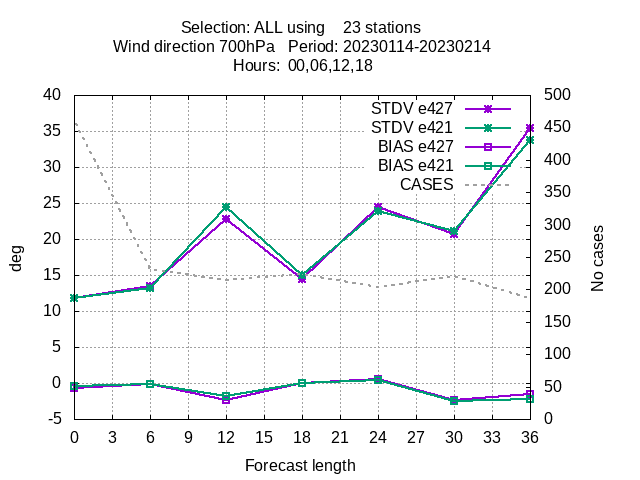 Selection: ALL using 23 stations
Wind direction 700hPa Period: 20230114-20230214
Hours: 00,06,12,18
STDV e427
STDV e421
BIAS e427
BIAS e421
CASES
40
35
30
25
20
15
10
5
0
-5
deg
500
450
400
350
300
250
200
150
100
50
0
No cases
0 3 6 9 12 15 18 21 24 27 30 33 36
Forecast length